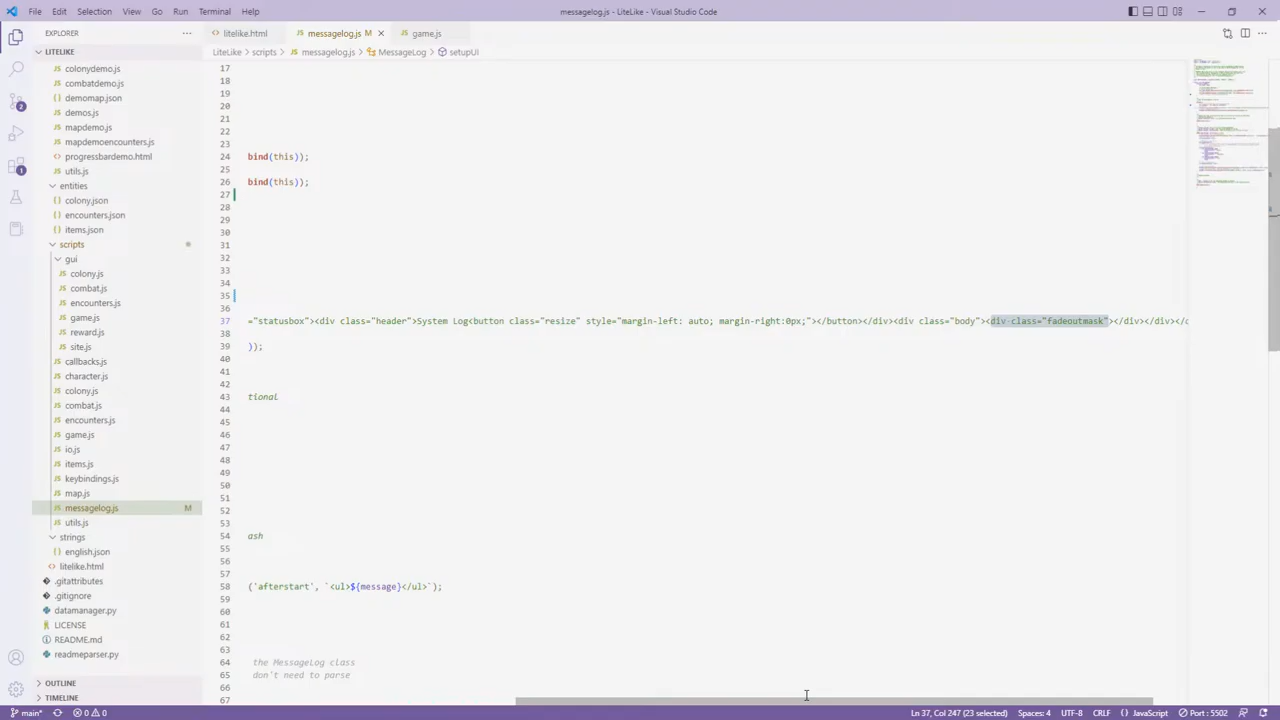 File Edit Selection View Go Run Terminal Help
messagelog.js - LiteLike - Visual Studio Code
EXPLORER
litelike.html
messagelog.js M
game.js
LITELIKE
LiteLike > scripts > messagelog.js > MessageLog > setupUi
colonydemo.js
combatdemo.js
demomap.json
demos.js
mapdemo.js
mapdemoencounters.js
progressbardemo.html
utils.js
entities
colony.json
encounters.json
items.json
scripts
gui
colony.js
combat.js
encounters.js
game.js
reward.js
site.js
callbacks.js
character.js
colony.js
combat.js
encounters.js
game.js
io.js
items.js
keybindings.js
map.js
messagelog.js M
utils.js
strings
english.json
litelike.html
.gitattributes
.gitignore
datamanager.py
LICENSE
README.md
readmeparser.py
OUTLINE
TIMELINE
17
18
19
20
21
22
23
24 bind(this));
25
26 bind(this));
27
28
29
30
31
32
33
34
35
36
37 ="statusbox"><div class="header">System Log<button class="resize" style="margin-left: auto; margin-right:0px;"></button></div><div class="body"><div class="fadeoutmask"></div></div></d
38
39 ));
40
41
42
43 tional
44
45
46
47
48
49
50
51
52
53
54 ash
55
56
57
58 ('afterstart', `<ul>${message}</ul>`);
59
60
61
62
63
64 the MessageLog class
65 don't need to parse
66
67
main* 0 0
Ln 37, Col 247 (23 selected) Spaces: 4 UTF-8 CRLF {} JavaScript Port : 5502